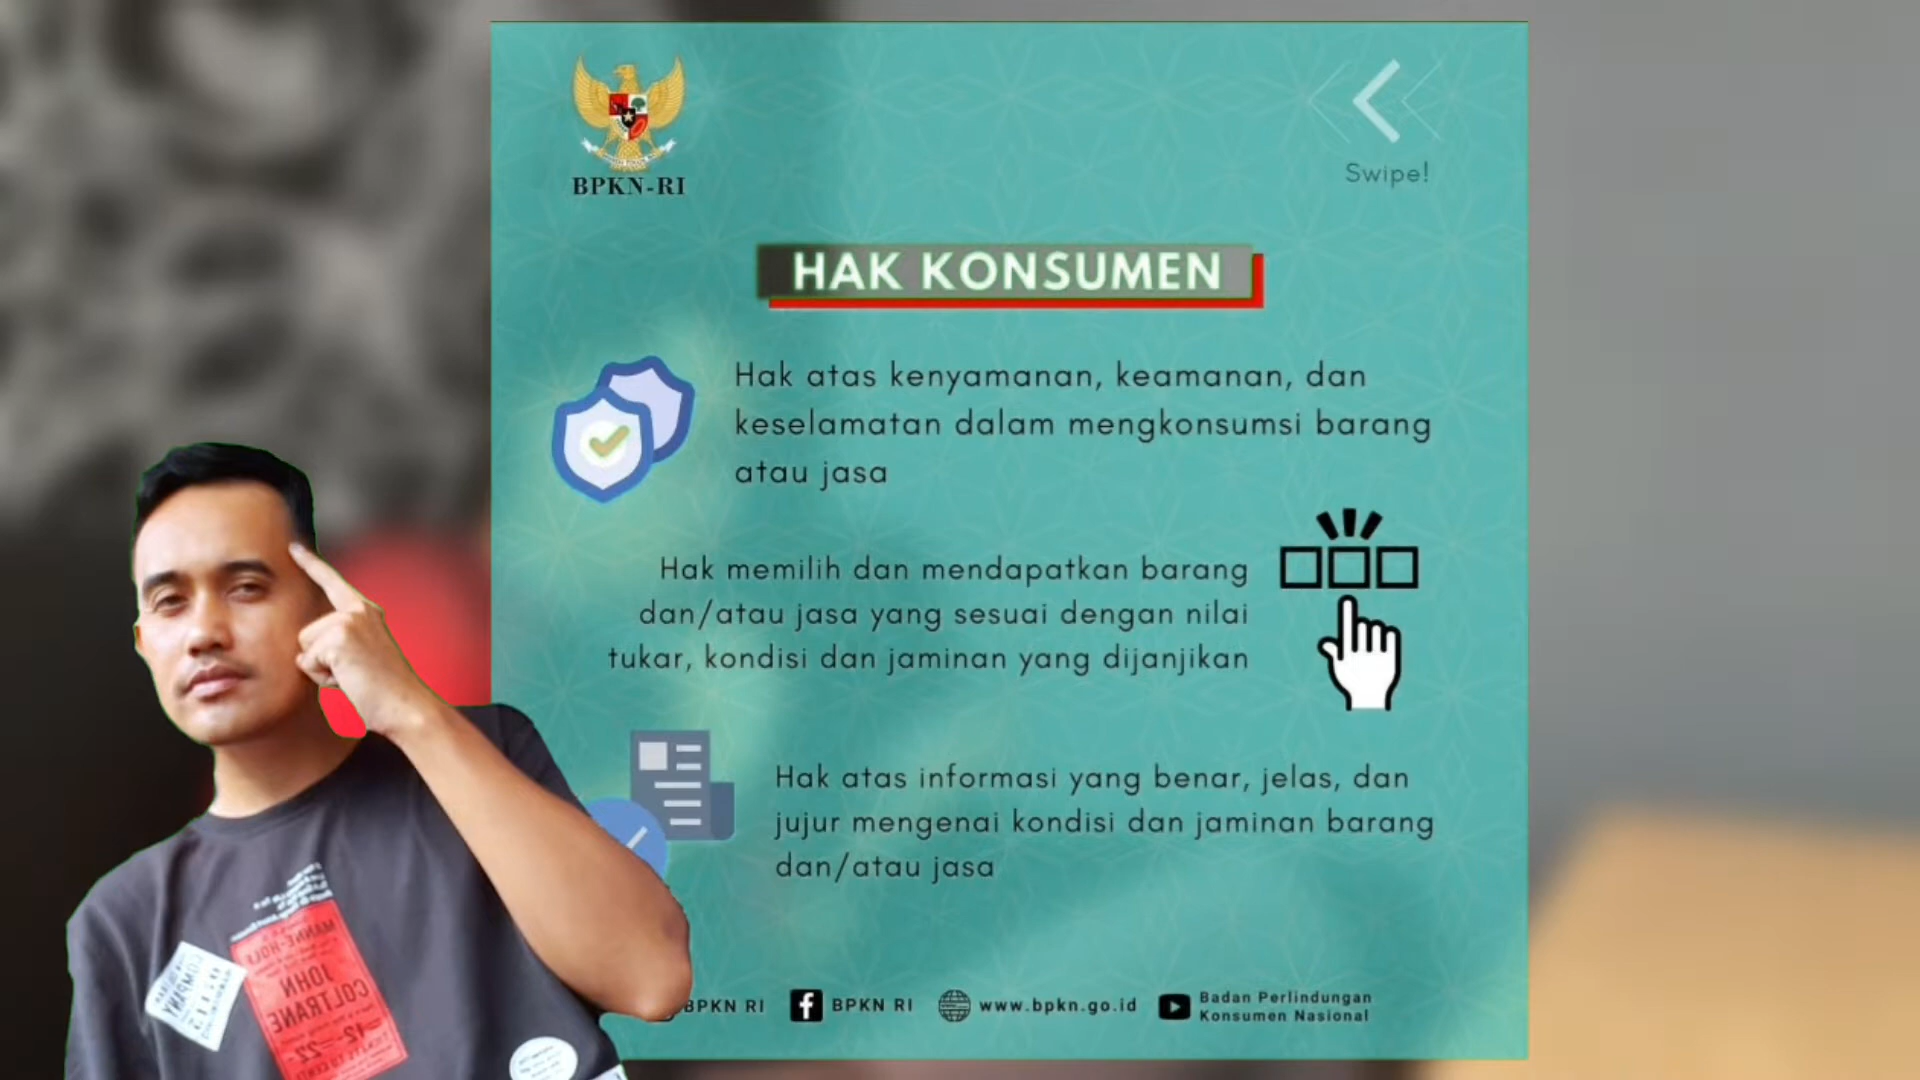 BPKN-RI
Swipe!
HAK KONSUMEN
Hak atas kenyamanan, keamanan, dan
keselamatan dalam mengkonsumsi barang
atau jasa
Hak memilih dan mendapatkan barang
dan/atau jasa yang sesuai dengan nilai
tukar, kondisi dan jaminan yang dijanjikan
Hak atas informasi yang benar, jelas, dan
jujur mengenai kondisi dan jaminan barang
dan/atau jasa
MANNE-HOLF
JOHN
COLTRANE
BPKN RI
BPKN RI
www.bpkn.go.id
Badan Perlindungan
Konsumen Nasional